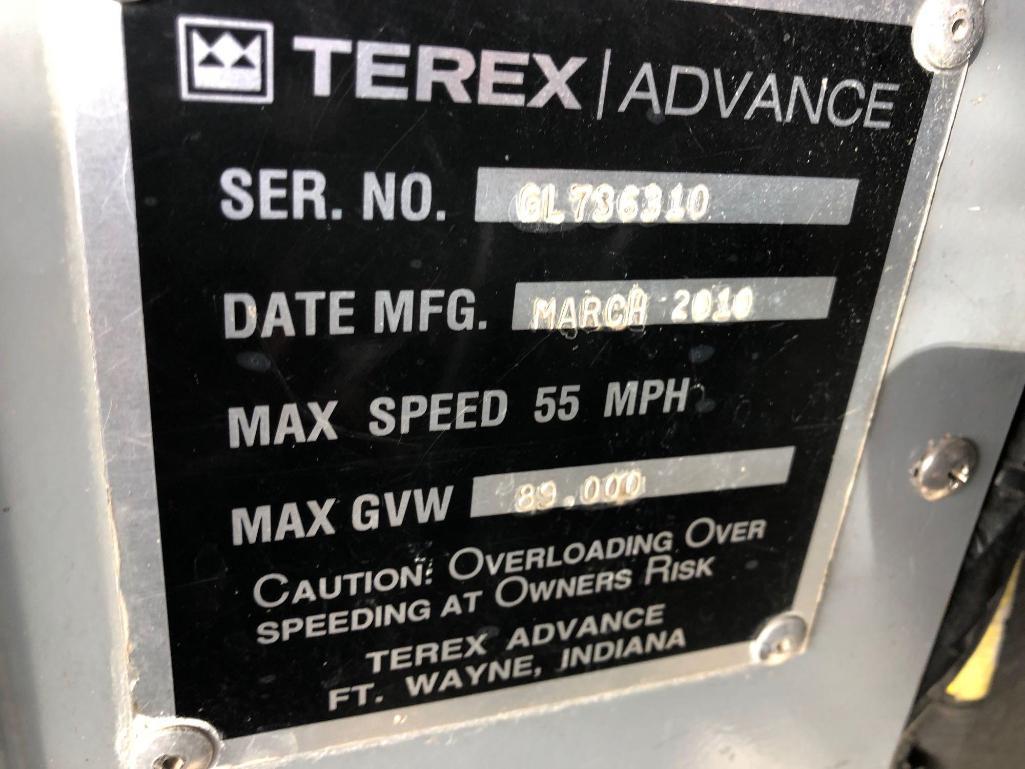 TEREX | ADVANCE
SER. NO. GL736310
DATE MFG. MARCH 2010
MAX SPEED 55 MPH
MAX GVW 89.000
CAUTION: OVERLOADING OVER
SPEEDING AT OWNERS RISK
TEREX ADVANCE
FT. WAYNE, INDIANA